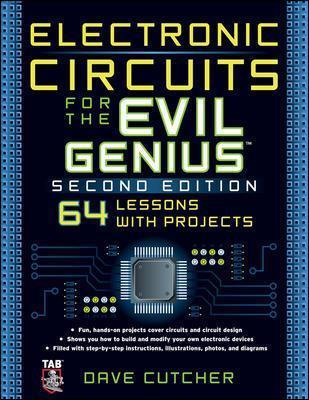 ELECTRONIC
CIRCUITS
FOR THE EVIL
GENIUS™
SECOND EDITION
64 LESSONS
WITH PROJECTS
• Fun, hands-on projects cover circuits and circuit design
• Shows you how to build and modify your own electronic devices
• Filled with step-by-step instructions, illustrations, photos, and diagrams
TAB
DAVE CUTCHER